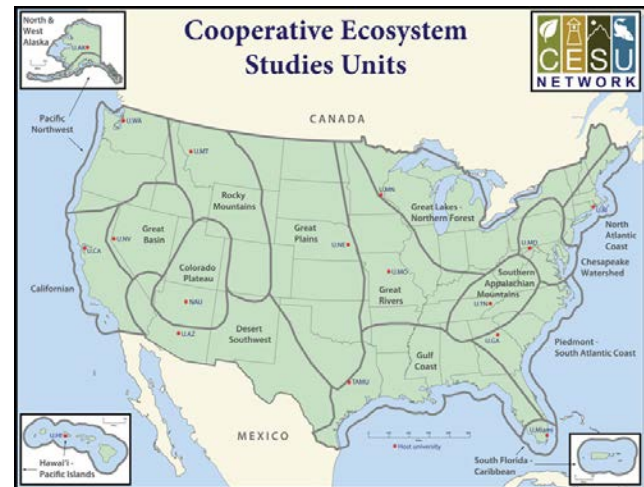 North &
West
Alaska
U.AK
Cooperative Ecosystem
Studies Units
CESU
NETWORK
Pacific
Northwest
CANADA
U.WA
U.MT
U.MN
Rocky
Mountains
Great Lakes -
Northern Forest
Great
Basin
Great
Plains
North
Atlantic
Coast
U.NV
U.CA
U.NE
U.MD
Chesapeake
Watershed
Colorado
Plateau
U.MO
Southern
Appalachian
Mountains
Californian
Great
Rivers
NAU
U.TN
U.AZ
Desert
Southwest
U.GA
Gulf
Coast
Piedmont -
South Atlantic Coast
TAMU
MEXICO
Host university
U.Miami
Hawai'i -
Pacific Islands
South Florida -
Caribbean